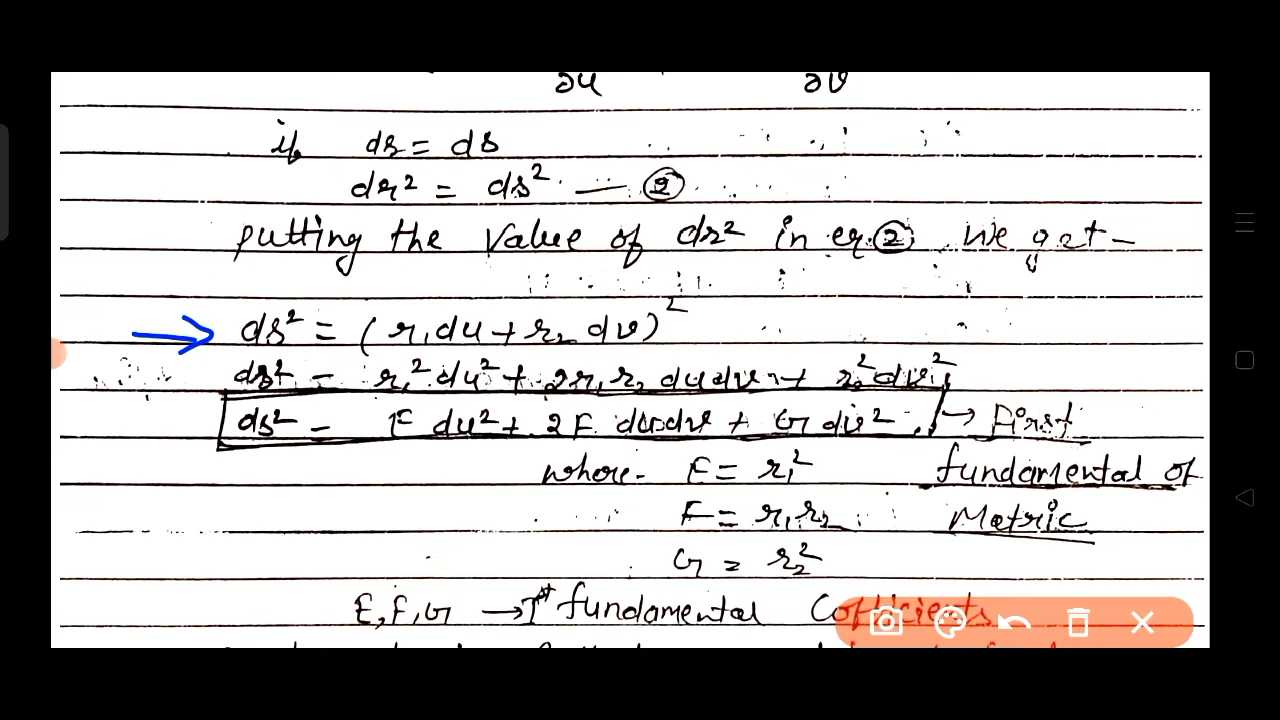 ∂u ∂v
if dr = ds
dr² = ds² — ②
putting the value of dr² in eq. ②, we get –
ds² = (r₁du + r₂ dv)²
ds² = r₁² du² + 2r₁r₂ dudv + r₂² dv²
ds² = E du² + 2F dudv + G dv² → First
where - E = r₁² fundamental of
F = r₁r₂ Metric
G = r₂²
E, F, G → Iˢᵗ fundamental Cofficients